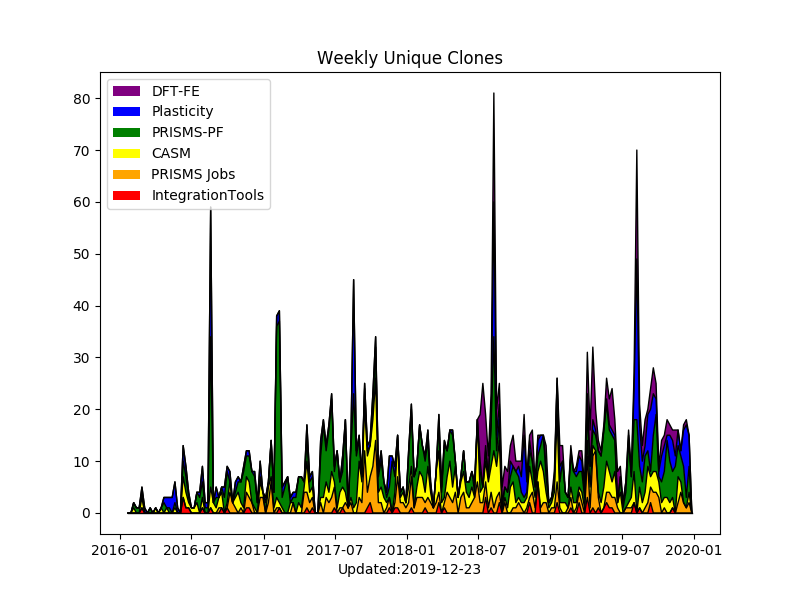 Weekly Unique Clones
DFT-FE
Plasticity
PRISMS-PF
CASM
PRISMS Jobs
IntegrationTools
80
70
60
50
40
30
20
10
0
2016-01 2016-07 2017-01 2017-07 2018-01 2018-07 2019-01 2019-07 2020-01
Updated:2019-12-23